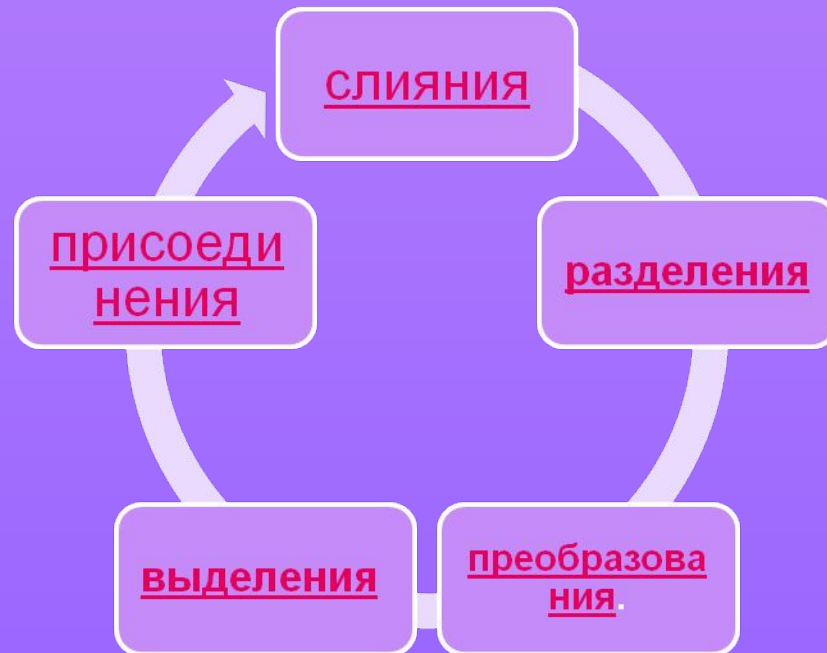 слияния
разделения
преобразова
ния.
выделения
присоеди
нения